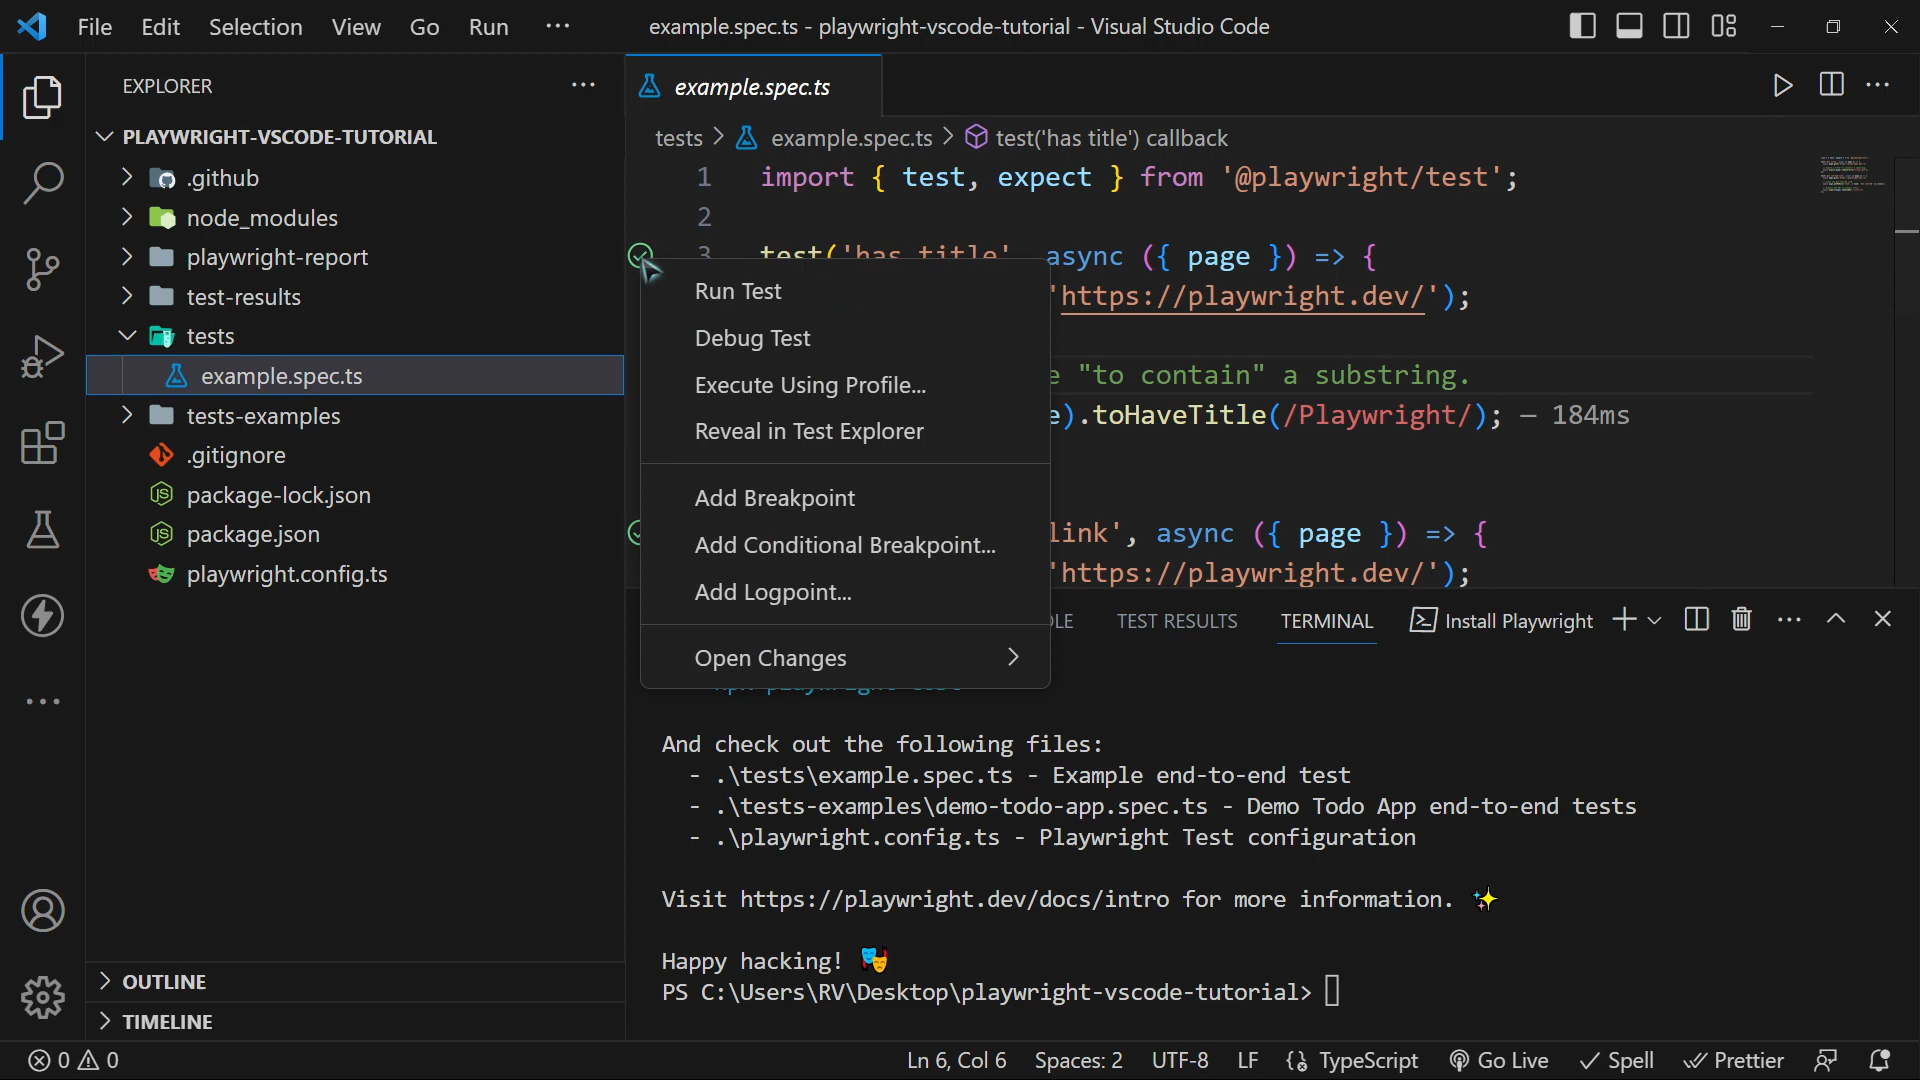 File Edit Selection View Go Run ··· example.spec.ts - playwright-vscode-tutorial - Visual Studio Code
EXPLORER ···
PLAYWRIGHT-VSCODE-TUTORIAL
.github
node_modules
playwright-report
test-results
tests
example.spec.ts
tests-examples
.gitignore
package-lock.json
package.json
playwright.config.ts
OUTLINE
TIMELINE
example.spec.ts
tests > example.spec.ts > test('has title') callback
1 import { test, expect } from '@playwright/test';
2
3 test('has title', async ({ page }) => {
'https://playwright.dev/');
"to contain" a substring.
).toHaveTitle(/Playwright/); — 184ms
link', async ({ page }) => {
'https://playwright.dev/');
Run Test
Debug Test
Execute Using Profile...
Reveal in Test Explorer
Add Breakpoint
Add Conditional Breakpoint...
Add Logpoint...
Open Changes
TEST RESULTS TERMINAL Install Playwright
npx playwright test
And check out the following files:
- .\tests\example.spec.ts - Example end-to-end test
- .\tests-examples\demo-todo-app.spec.ts - Demo Todo App end-to-end tests
- .\playwright.config.ts - Playwright Test configuration
Visit https://playwright.dev/docs/intro for more information. ✨
Happy hacking! 🎭
PS C:\Users\RV\Desktop\playwright-vscode-tutorial>
0 0 Ln 6, Col 6 Spaces: 2 UTF-8 LF TypeScript Go Live Spell Prettier